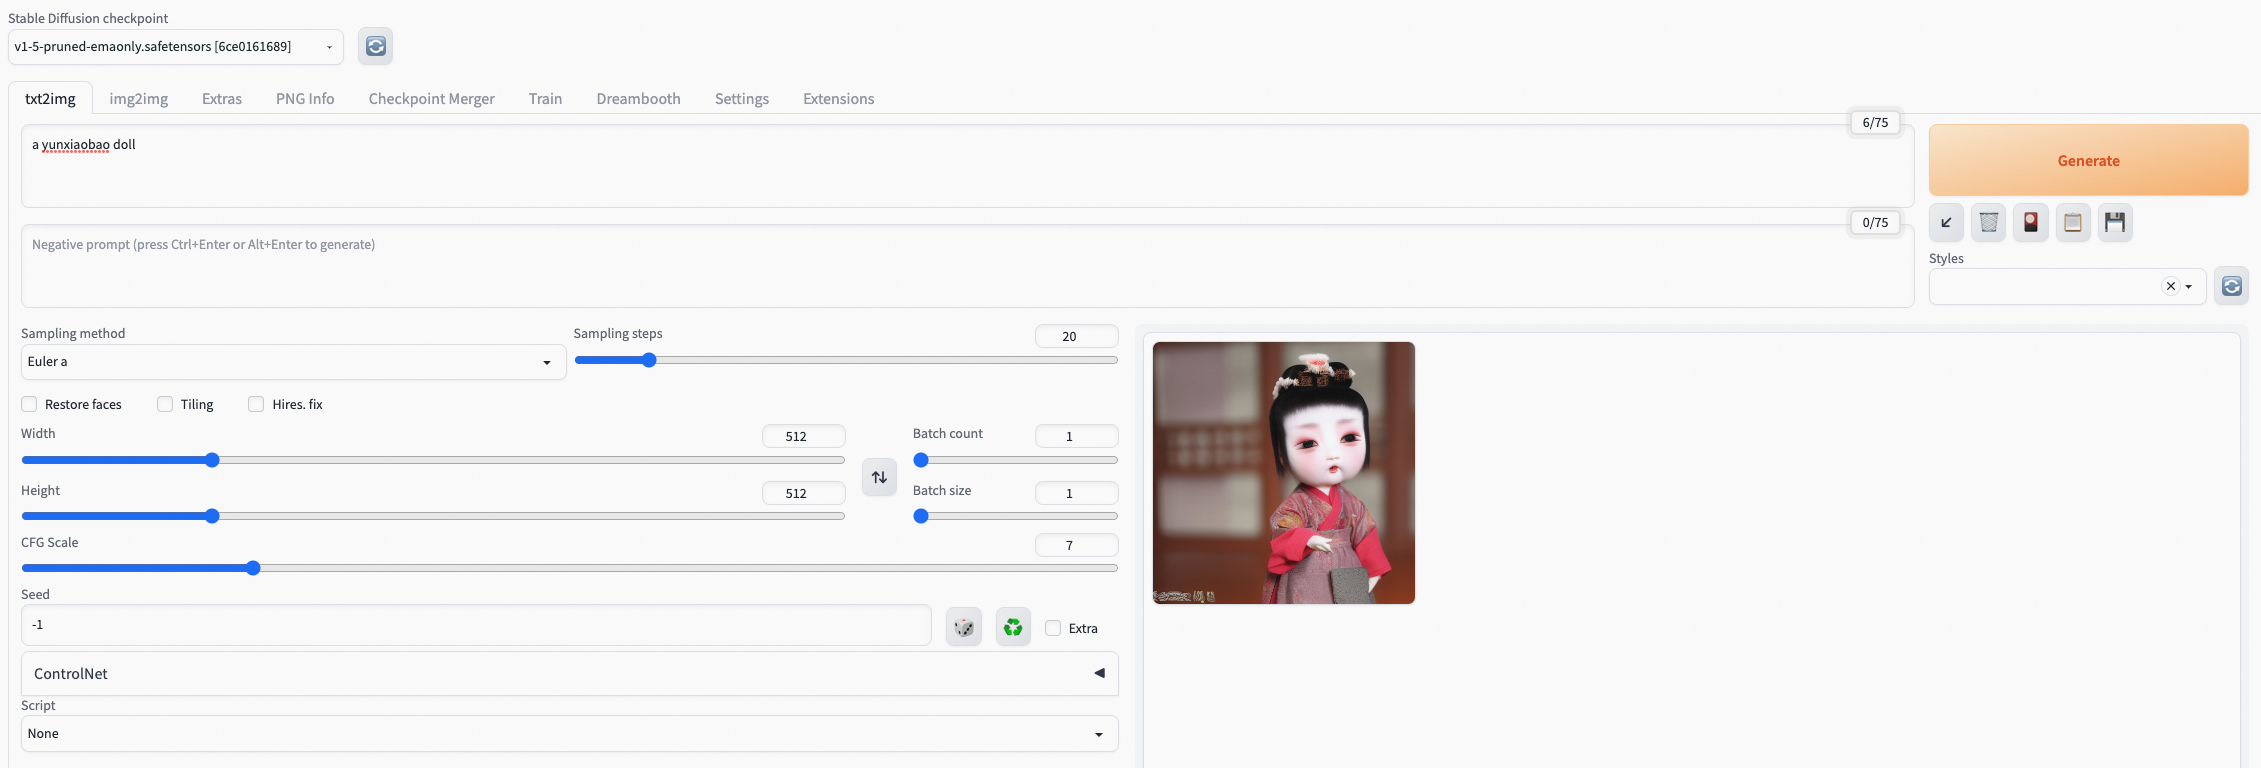 Stable Diffusion checkpoint
v1-5-pruned-emaonly.safetensors [6ce0161689]
txt2img img2img Extras PNG Info Checkpoint Merger Train Dreambooth Settings Extensions
6/75
a yunxiaobao doll
Generate
0/75
Negative prompt (press Ctrl+Enter or Alt+Enter to generate)
Styles
Sampling method
Sampling steps
20
Euler a
Restore faces
Tiling
Hires. fix
Width
512
Batch count
1
Height
512
Batch size
1
CFG Scale
7
Seed
-1
Extra
ControlNet
Script
None